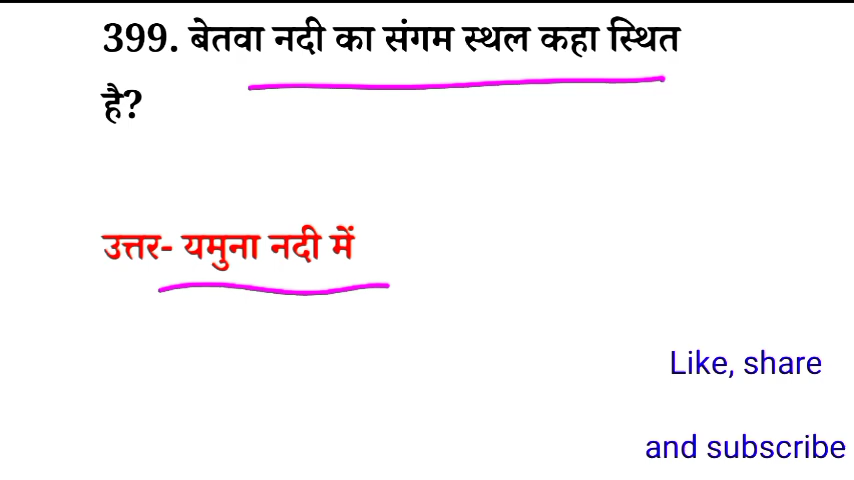 399. बेतवा नदी का संगम स्थल कहा स्थित
है?
उत्तर- यमुना नदी में
Like, share
and subscribe